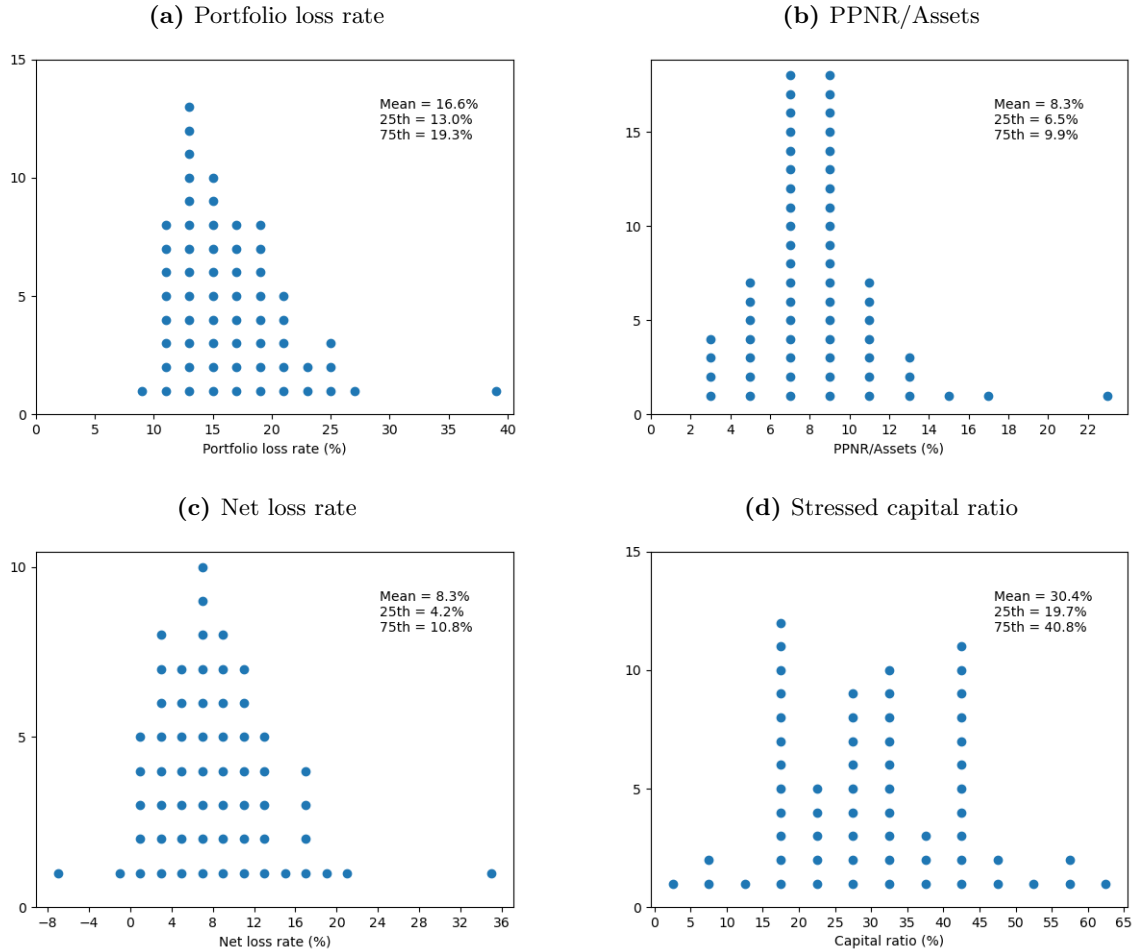 (a) Portfolio loss rate
15
10
5
0
Mean = 16.6%
25th = 13.0%
75th = 19.3%
0 5 10 15 20 25 30 35 40
Portfolio loss rate (%)
(b) PPNR/Assets
15
10
5
0
Mean = 8.3%
25th = 6.5%
75th = 9.9%
0 2 4 6 8 10 12 14 16 18 20 22
PPNR/Assets (%)
(c) Net loss rate
10
5
0
Mean = 8.3%
25th = 4.2%
75th = 10.8%
−8 −4 0 4 8 12 16 20 24 28 32 36
Net loss rate (%)
(d) Stressed capital ratio
15
10
5
0
Mean = 30.4%
25th = 19.7%
75th = 40.8%
0 5 10 15 20 25 30 35 40 45 50 55 60 65
Capital ratio (%)